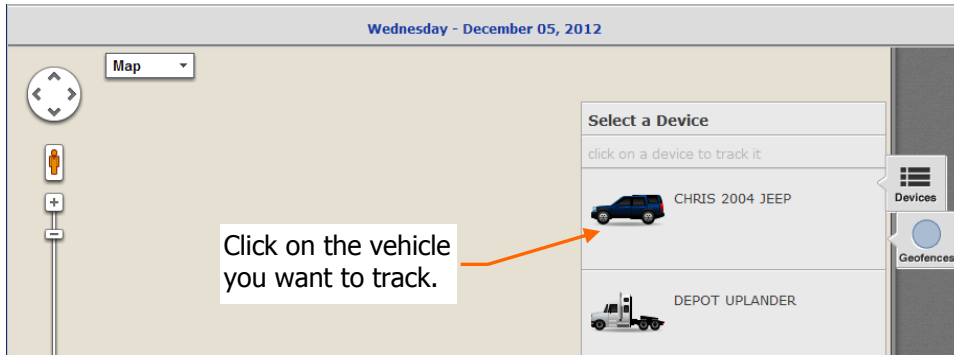 Wednesday - December 05, 2012
Map
Select a Device
click on a device to track it
CHRIS 2004 JEEP
Devices
Click on the vehicle
you want to track.
Geofences
DEPOT UPLANDER